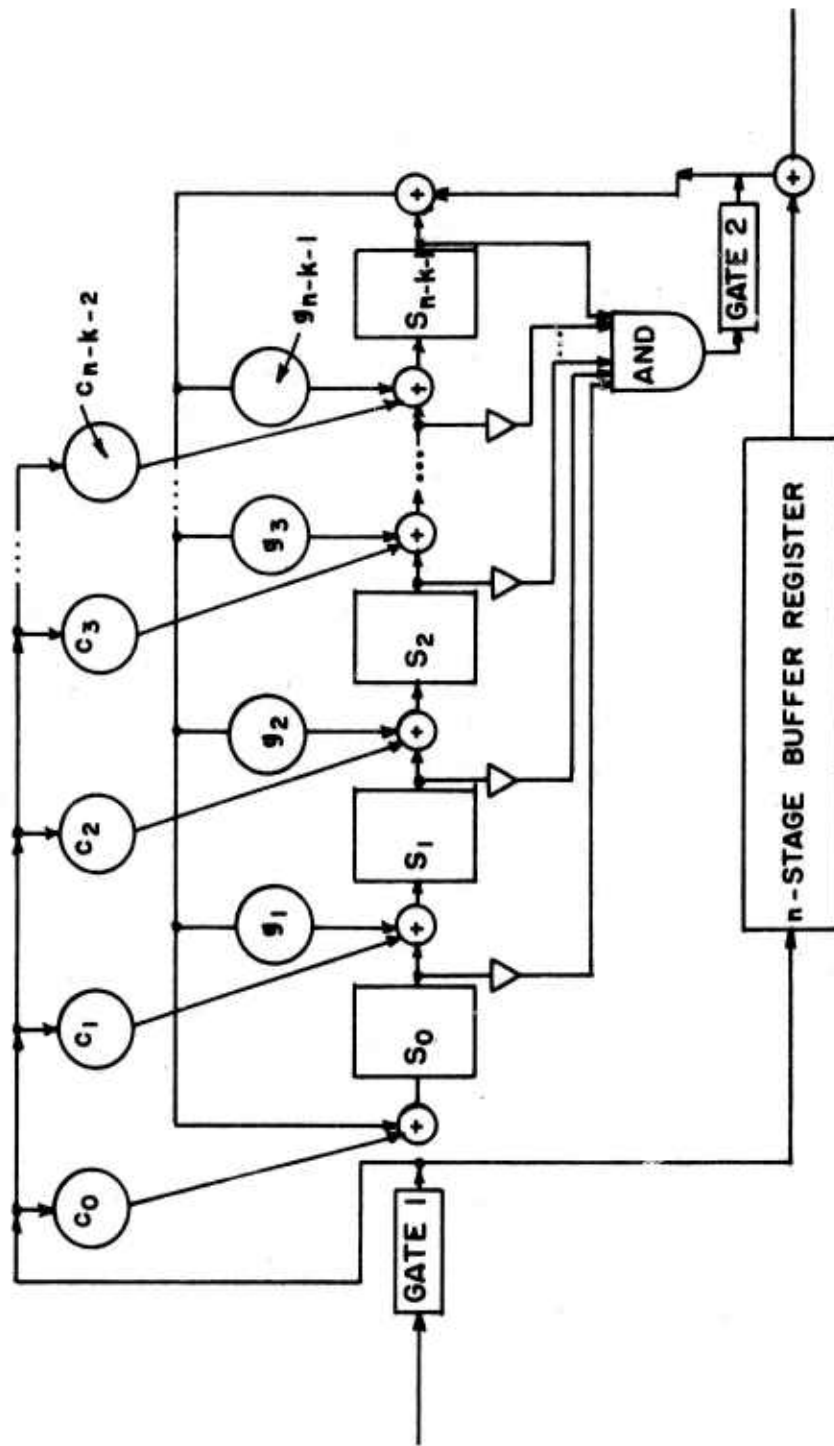 C0
C1
C2
C3
Cn-k-2
g1
g2
g3
gn-k-1
+
+
+
+
+
+
S0
S1
S2
Sn-k-1
GATE 1
AND
GATE 2
+
n-STAGE BUFFER REGISTER